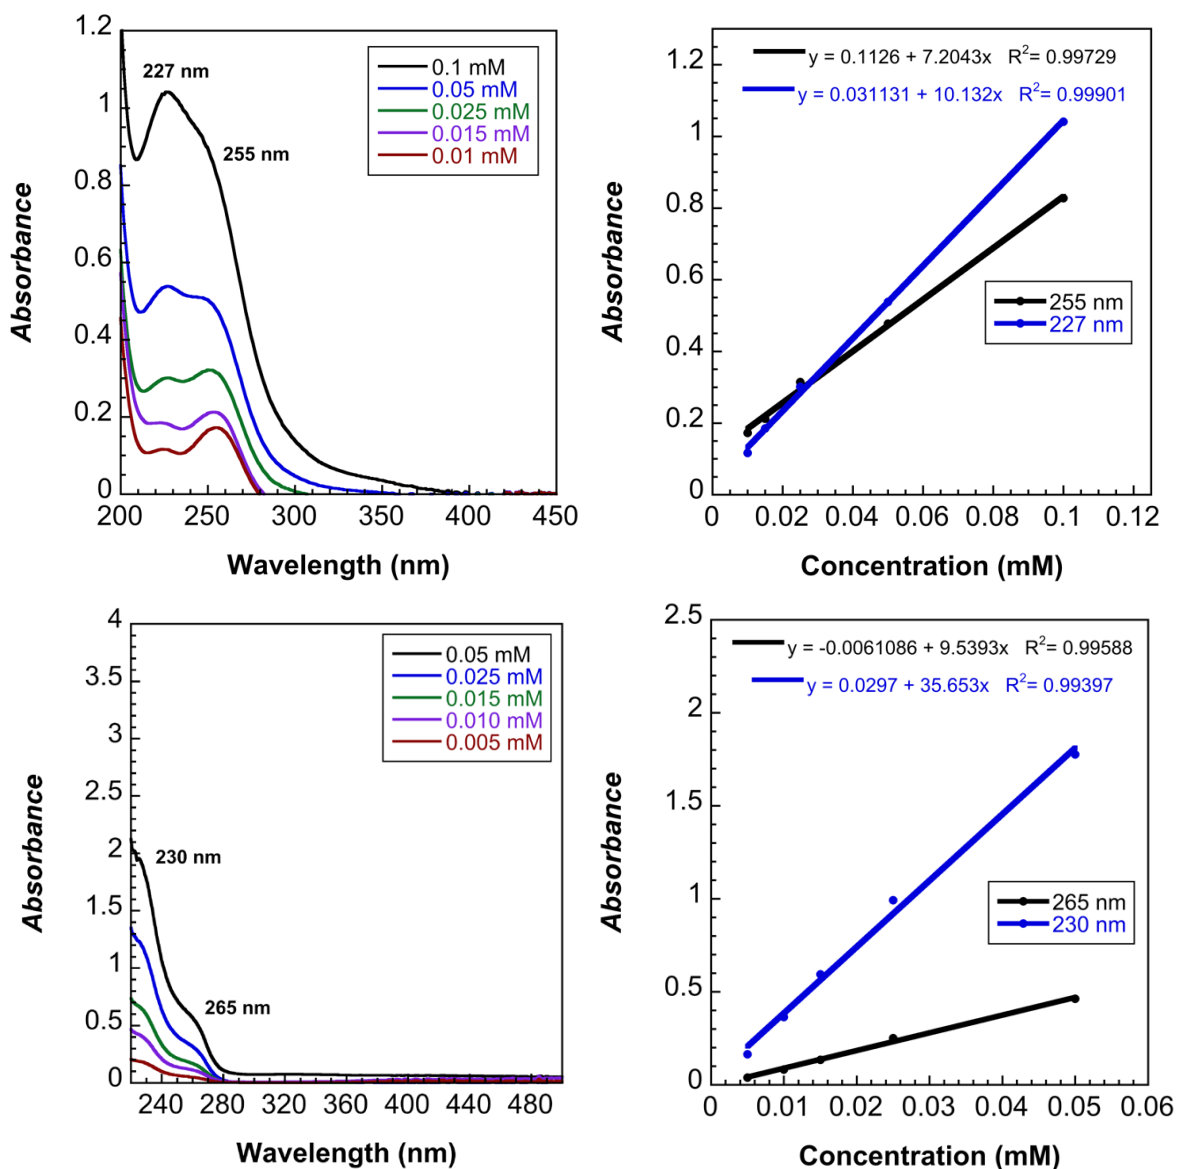 1.2
1
0.8
0.6
0.4
0.2
0
227 nm
255 nm
0.1 mM
0.05 mM
0.025 mM
0.015 mM
0.01 mM
200 250 300 350 400 450
Absorbance
Wavelength (nm)
y = 0.1126 + 7.2043x R²= 0.99729
y = 0.031131 + 10.132x R²= 0.99901
1.2
1
0.8
0.6
0.4
0.2
0
255 nm
227 nm
0 0.02 0.04 0.06 0.08 0.1 0.12
Absorbance
Concentration (mM)
4
3.5
3
2.5
2
1.5
1
0.5
0
0.05 mM
0.025 mM
0.015 mM
0.010 mM
0.005 mM
230 nm
265 nm
240 280 320 360 400 440 480
Absorbance
Wavelength (nm)
y = -0.0061086 + 9.5393x R²= 0.99588
y = 0.0297 + 35.653x R²= 0.99397
2.5
2
1.5
1
0.5
0
265 nm
230 nm
0 0.01 0.02 0.03 0.04 0.05 0.06
Absorbance
Concentration (mM)